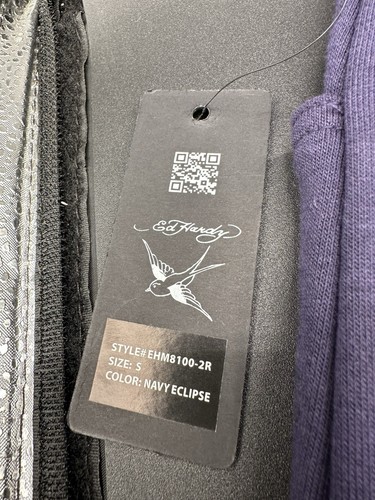 Ed Hardy
STYLE# EHM8100-2R
SIZE: S
COLOR: NAVY ECLIPSE